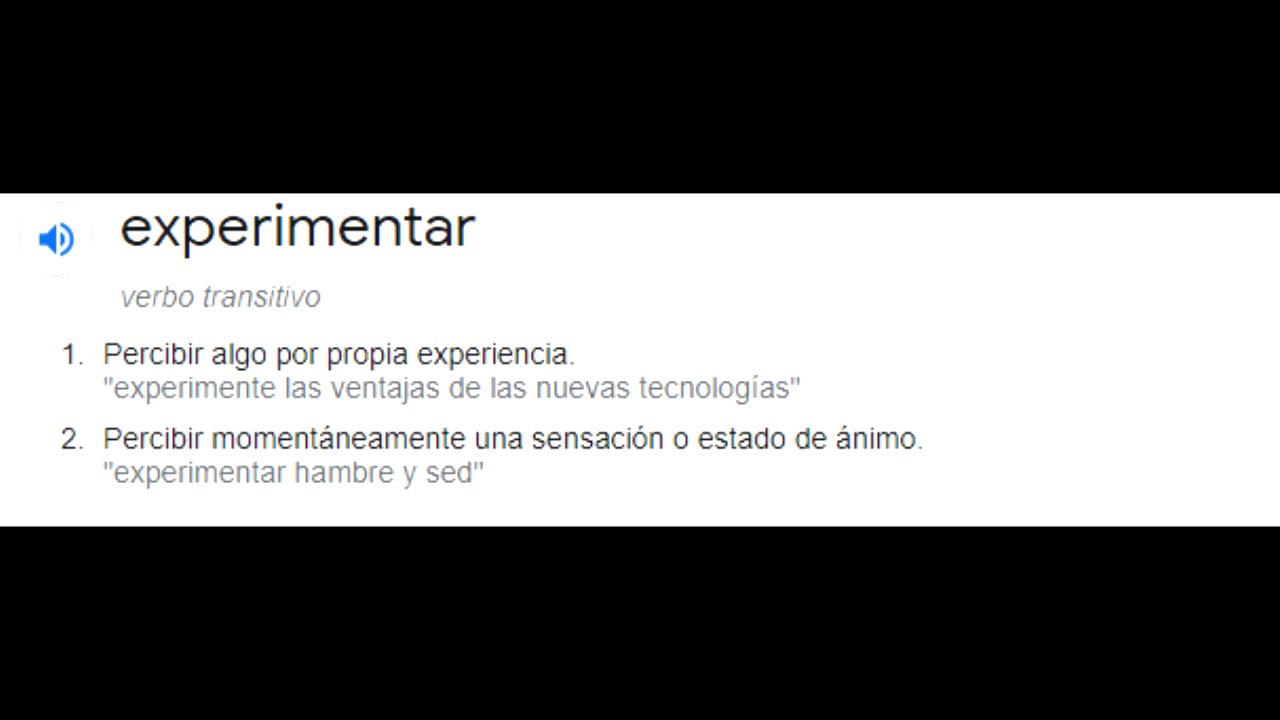 experimentar
verbo transitivo
1. Percibir algo por propia experiencia.
"experimente las ventajas de las nuevas tecnologías"
2. Percibir momentáneamente una sensación o estado de ánimo.
"experimentar hambre y sed"